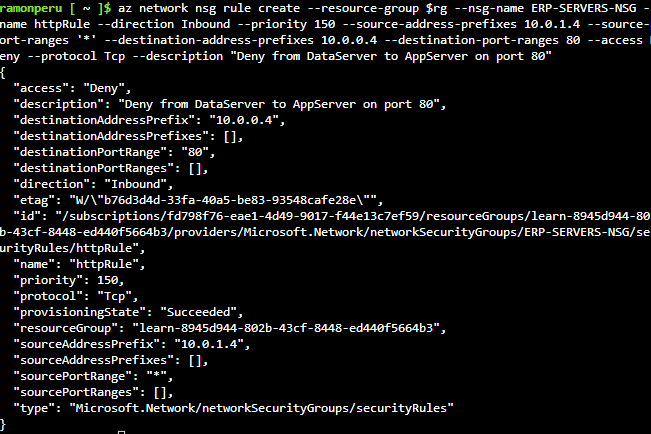 ramonperu [ ~ ]$ az network nsg rule create --resource-group $rg --nsg-name ERP-SERVERS-NSG -
name httpRule --direction Inbound --priority 150 --source-address-prefixes 10.0.1.4 --source-
ort-ranges '*' --destination-address-prefixes 10.0.0.4 --destination-port-ranges 80 --access
eny --protocol Tcp --description "Deny from DataServer to AppServer on port 80"
{
"access": "Deny",
"description": "Deny from DataServer to AppServer on port 80",
"destinationAddressPrefix": "10.0.0.4",
"destinationAddressPrefixes": [],
"destinationPortRange": "80",
"destinationPortRanges": [],
"direction": "Inbound",
"etag": "W/\"b76d3d4d-33fa-40a5-be83-93548cafe28e\"",
"id": "/subscriptions/fd798f76-eae1-4d49-9017-f44e13c7ef59/resourceGroups/learn-8945d944-80
b-43cf-8448-ed440f5664b3/providers/Microsoft.Network/networkSecurityGroups/ERP-SERVERS-NSG/se
urityRules/httpRule",
"name": "httpRule",
"priority": 150,
"protocol": "Tcp",
"provisioningState": "Succeeded",
"resourceGroup": "learn-8945d944-802b-43cf-8448-ed440f5664b3",
"sourceAddressPrefix": "10.0.1.4",
"sourceAddressPrefixes": [],
"sourcePortRange": "*",
"sourcePortRanges": [],
"type": "Microsoft.Network/networkSecurityGroups/securityRules"
}